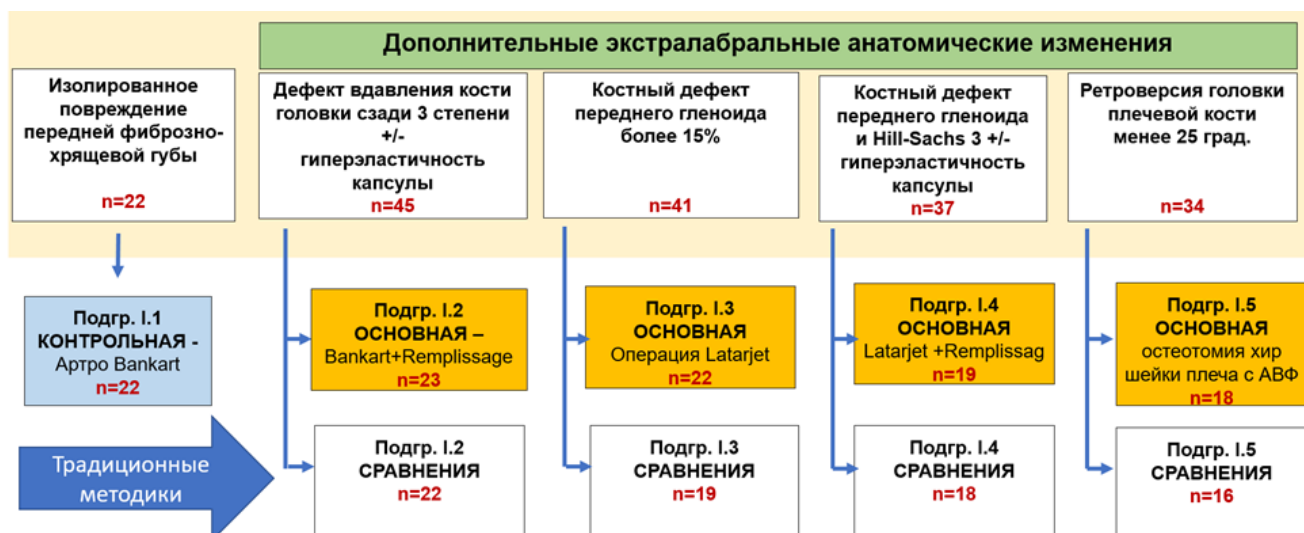 Дополнительные экстралабральные анатомические изменения
Изолированное
повреждение
передней фиброзно-
хрящевой губы
n=22
Дефект вдавления кости
головки сзади 3 степени
+/-
гиперэластичность
капсулы
n=45
Костный дефект
переднего гленоида
более 15%
n=41
Костный дефект
переднего гленоида
и Hill-Sachs 3 +/-
гиперэластичность
капсулы
n=37
Ретроверсия головки
плечевой кости
менее 25 град.
n=34
Подгр. I.1
КОНТРОЛЬНАЯ -
Артро Bankart
n=22
Подгр. I.2
ОСНОВНАЯ –
Bankart+Remplissage
n=23
Подгр. I.3
ОСНОВНАЯ
Операция Latarjet
n=22
Подгр. I.4
ОСНОВНАЯ
Latarjet +Remplissag
n=19
Подгр. I.5
ОСНОВНАЯ
остеотомия хир
шейки плеча с АВФ
n=18
Традиционные
методики
Подгр. I.2
СРАВНЕНИЯ
n=22
Подгр. I.3
СРАВНЕНИЯ
n=19
Подгр. I.4
СРАВНЕНИЯ
n=18
Подгр. I.5
СРАВНЕНИЯ
n=16